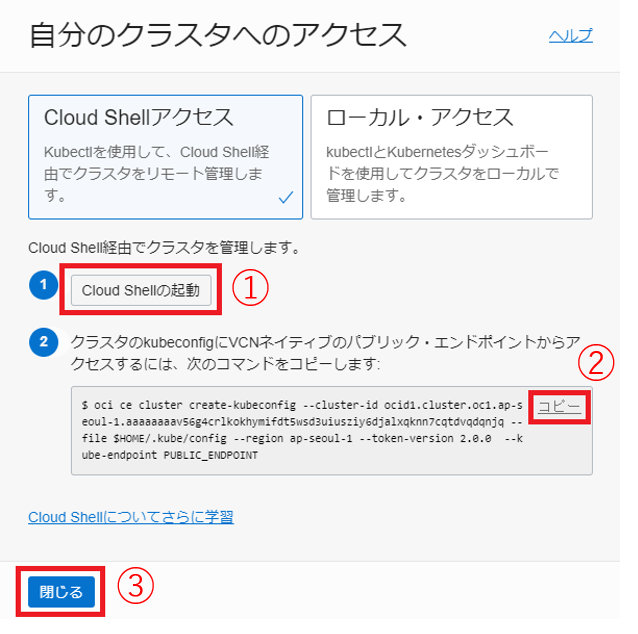 自分のクラスタへのアクセス
ヘルプ
Cloud Shellアクセス
Kubectlを使用して、Cloud Shell経
由でクラスタをリモート管理しま
す。
ローカル・アクセス
kubectlとKubernetesダッシュボー
ドを使用してクラスタをローカルで
管理します。
Cloud Shell経由でクラスタを管理します。
1
Cloud Shellの起動
①
2
クラスタのkubeconfigにVCNネイティブのパブリック・エンドポイントからア
クセスするには、次のコマンドをコピーします:
②
$ oci ce cluster create-kubeconfig --cluster-id ocid1.cluster.oc1.ap-s
コピー
eoul-1.aaaaaaaav56g4crlkokhymifdt5wsd3uiusziy6djalxqknn7cqtdvqdqnjq --
file $HOME/.kube/config --region ap-seoul-1 --token-version 2.0.0  --k
ube-endpoint PUBLIC_ENDPOINT
Cloud Shellについてさらに学習
閉じる
③